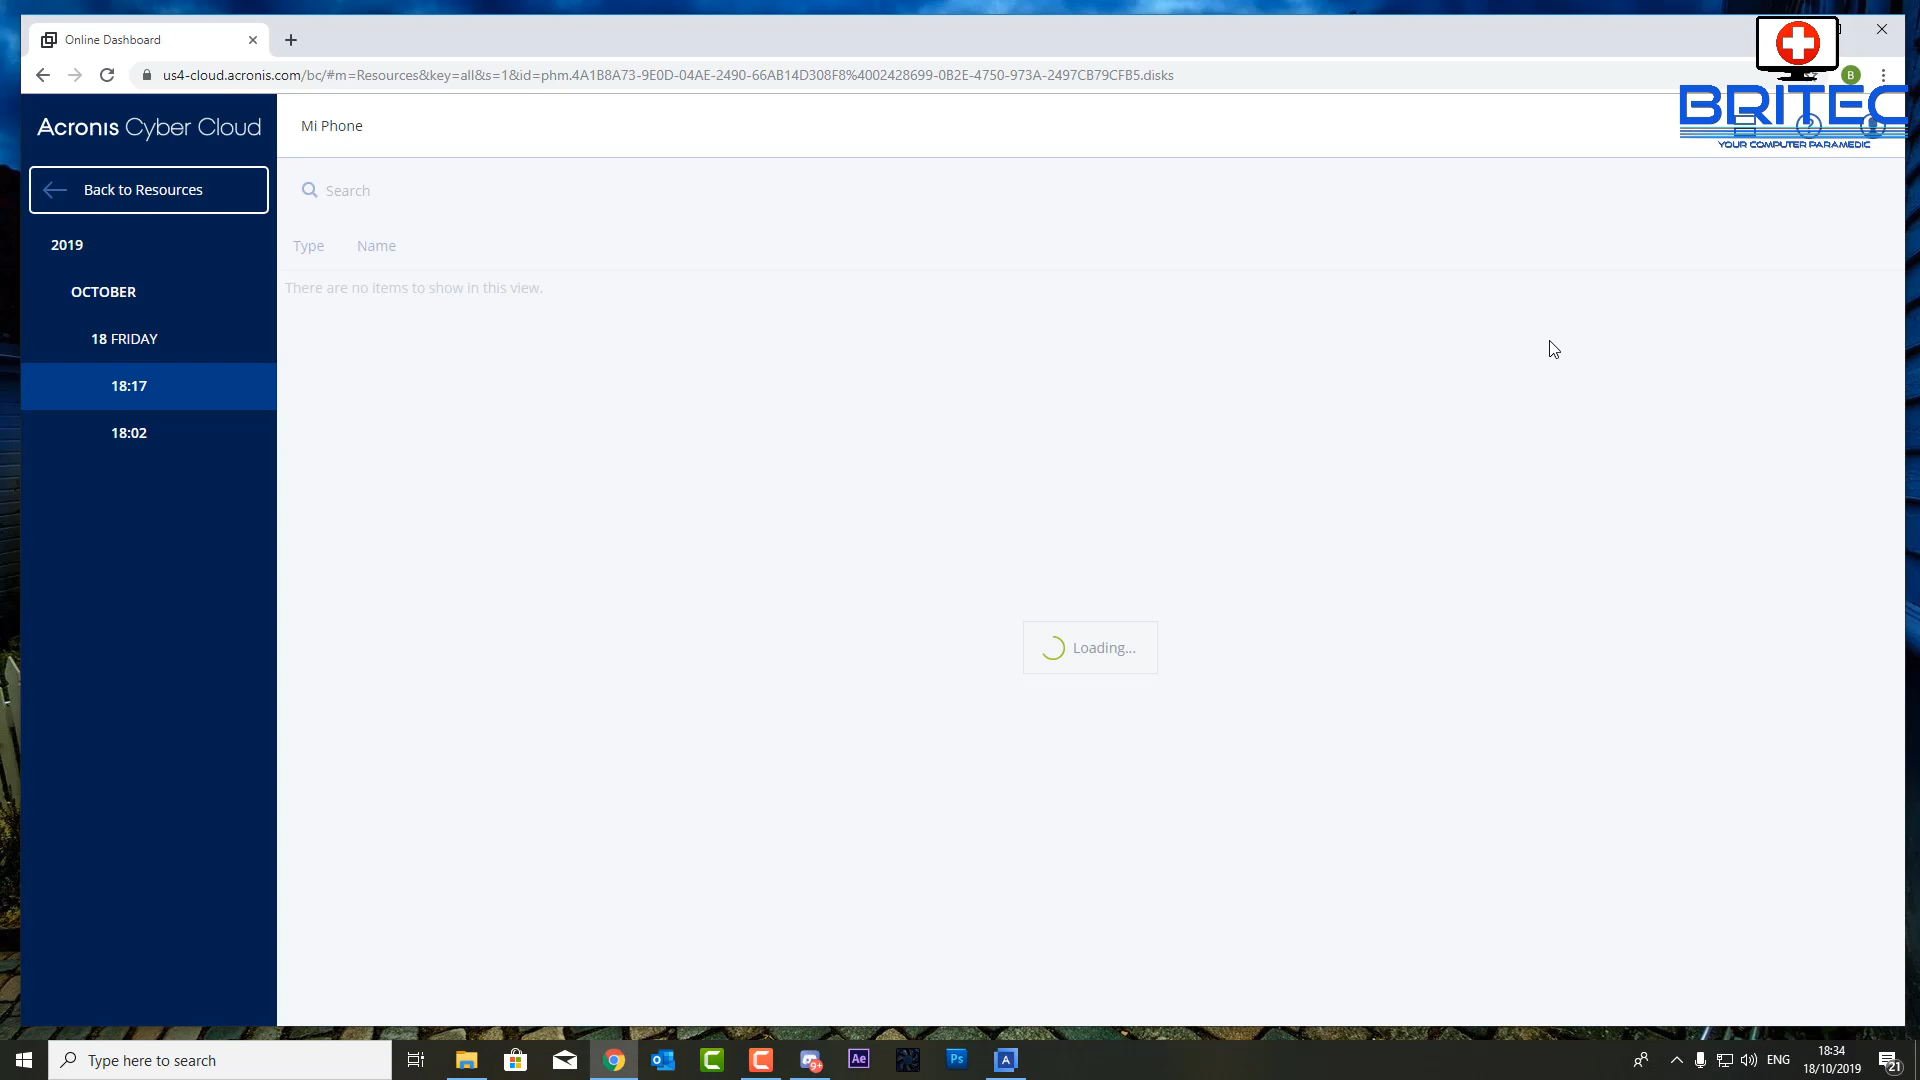 Online Dashboard
us4-cloud.acronis.com/bc/#m=Resources&key=all&s=1&id=phm.4A1B8A73-9E0D-04AE-2490-66AB14D308F8%4002428699-0B2E-4750-973A-2497CB79CFB5.disks
B
BRITEC
YOUR COMPUTER PARAMEDIC
Acronis Cyber Cloud
Mi Phone
Back to Resources
Search
2019
Type Name
OCTOBER
There are no items to show in this view.
18 FRIDAY
18:17
18:02
Loading...
Type here to search
9+
Ae
Ps
A
ENG
18:34
18/10/2019
21